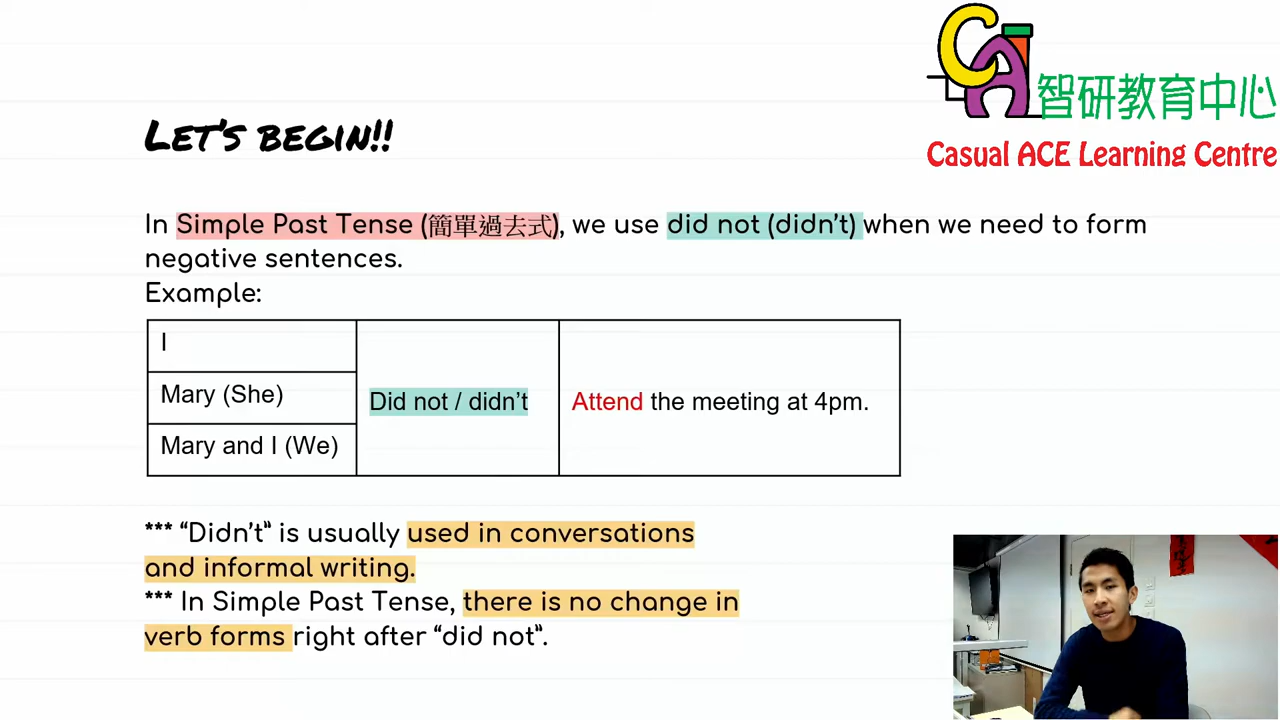 CA
智研教育中心
Casual ACE Learning Centre
LET'S BEGIN!!
In Simple Past Tense (簡單過去式), we use did not (didn't) when we need to form
negative sentences.
Example:
I
Mary (She)
Mary and I (We)
Did not / didn't
Attend the meeting at 4pm.
*** “Didn't” is usually used in conversations
and informal writing.
*** In Simple Past Tense, there is no change in
verb forms right after “did not”.